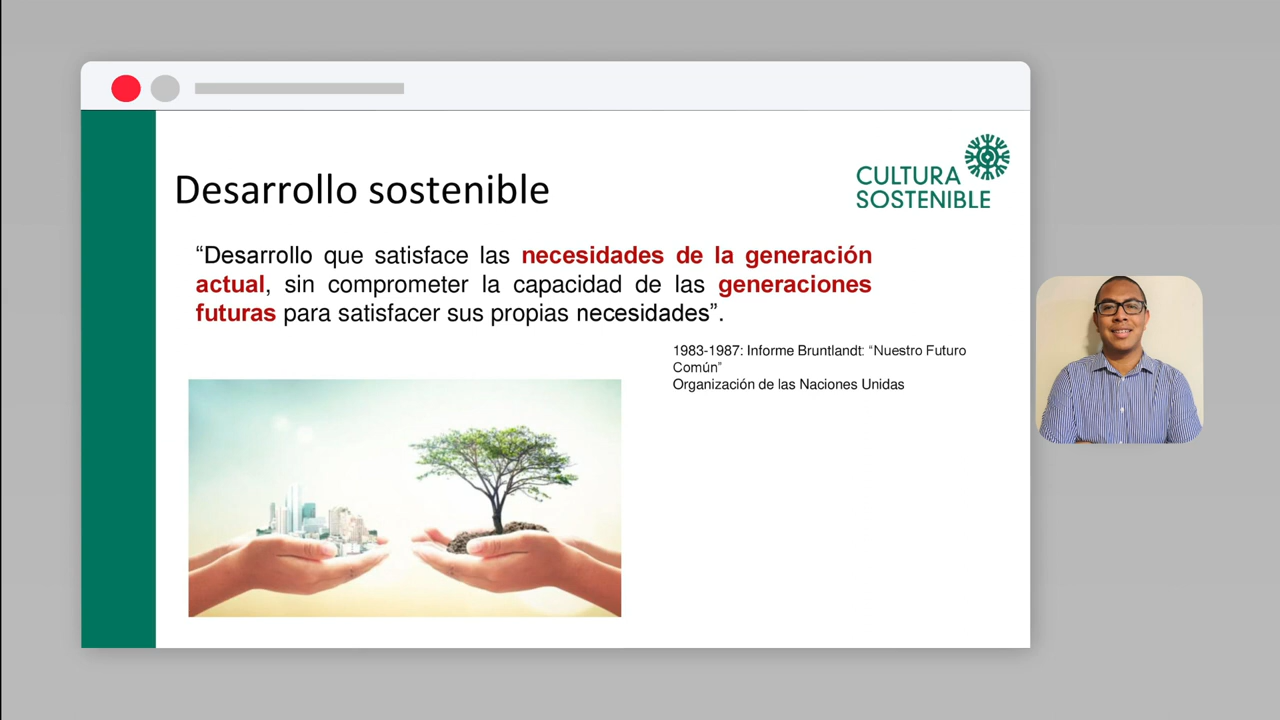 Desarrollo sostenible
CULTURA
SOSTENIBLE
“Desarrollo que satisface las necesidades de la generación
actual, sin comprometer la capacidad de las generaciones
futuras para satisfacer sus propias necesidades”.
1983-1987: Informe Bruntlandt: “Nuestro Futuro
Común”
Organización de las Naciones Unidas